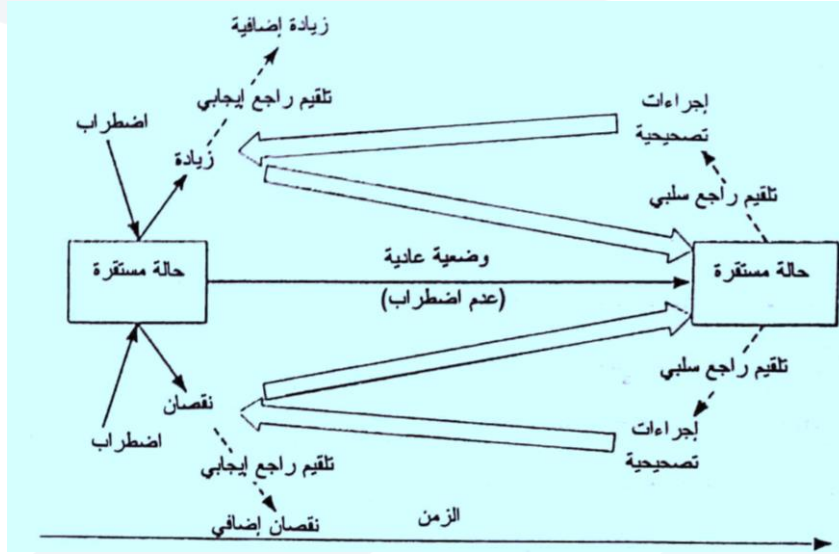 زيادة إضافية
تلقيم راجع إيجابي
اضطراب
زيادة
إجراءات
تصحيحية
تلقيم راجع سلبي
حالة مستقرة
وضعية عادية
(عدم اضطراب)
حالة مستقرة
تلقيم راجع سلبي
نقصان
اضطراب
إجراءات
تصحيحية
تلقيم راجع إيجابي
نقصان إضافي
الزمن